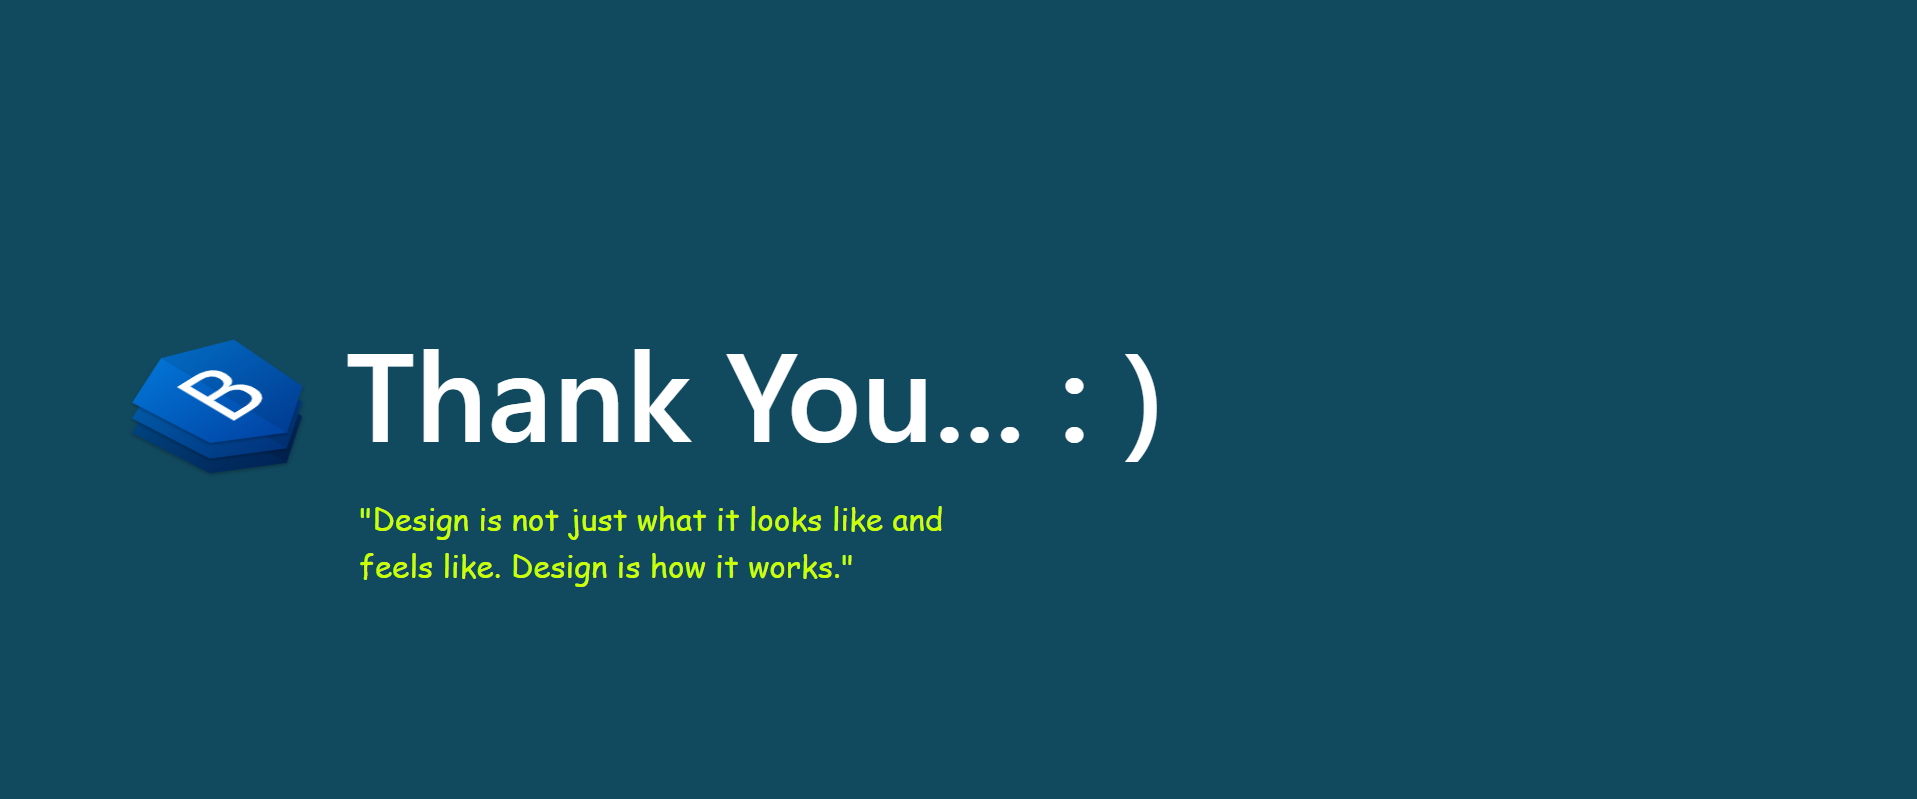 B
Thank You... : )
"Design is not just what it looks like and
feels like. Design is how it works."